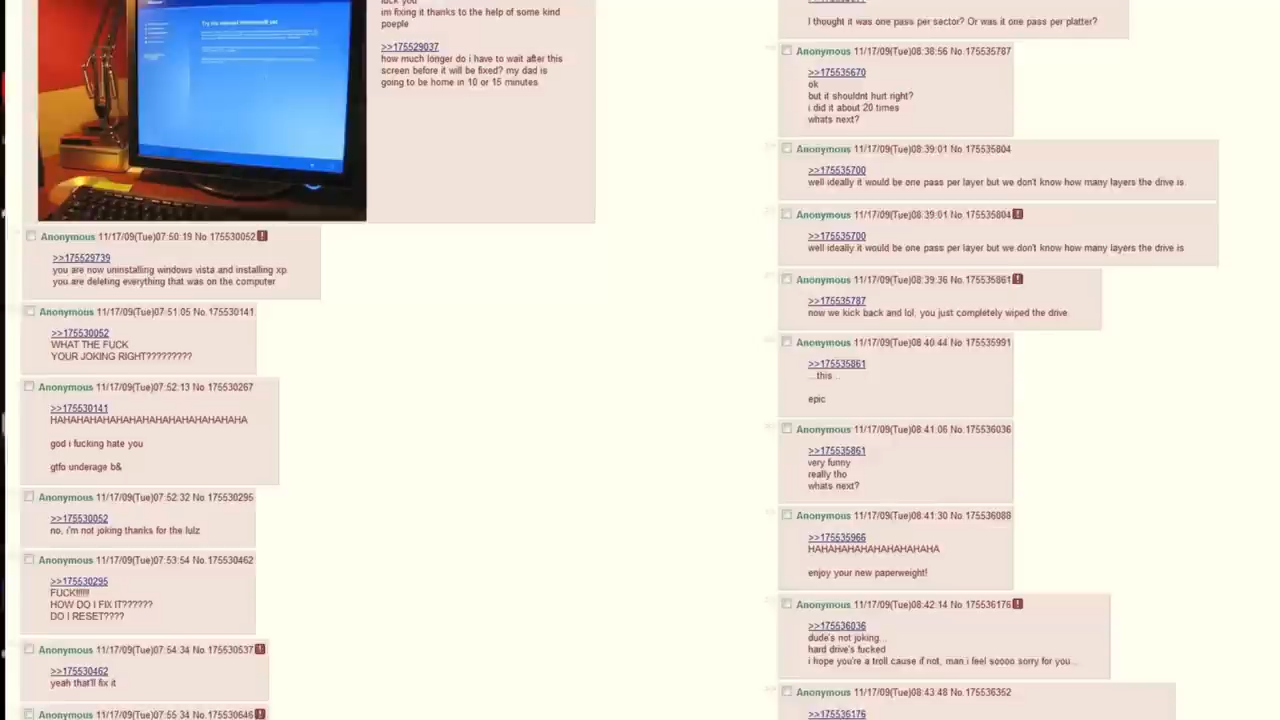 im fixing it thanks to the help of some kind
poeple
>>175529037
how much longer do i have to wait after this
screen before it will be fixed? my dad is
going to be home in 10 or 15 minutes
Anonymous 11/17/09(Tue)07:50:19 No.175530052
>>175529739
you are now uninstalling windows vista and installing xp.
you are deleting everything that was on the computer
Anonymous 11/17/09(Tue)07:51:05 No.175530141
>>175530052
WHAT THE FUCK
YOUR JOKING RIGHT?????????
Anonymous 11/17/09(Tue)07:52:13 No.175530267
>>175530141
HAHAHAHAHAHAHAHAHAHAHAHAHAHAHA
god i fucking hate you
gtfo underage b&
Anonymous 11/17/09(Tue)07:52:32 No.175530295
>>175530052
no, i'm not joking thanks for the lulz
Anonymous 11/17/09(Tue)07:53:54 No.175530462
>>175530295
FUCK!!!!!!
HOW DO I FIX IT??????
DO I RESET????
Anonymous 11/17/09(Tue)07:54:34 No.175530537
>>175530462
yeah that'll fix it
Anonymous 11/17/09(Tue)07:55:34 No.175530646
I thought it was one pass per sector? Or was it one pass per platter?
Anonymous 11/17/09(Tue)08:38:56 No.175535787
>>175535670
ok
but it shouldnt hurt right?
i did it about 20 times
whats next?
Anonymous 11/17/09(Tue)08:39:01 No.175535804
>>175535700
well ideally it would be one pass per layer but we don't know how many layers the drive is.
Anonymous 11/17/09(Tue)08:39:01 No.175535804
>>175535700
well ideally it would be one pass per layer but we don't know how many layers the drive is
Anonymous 11/17/09(Tue)08:39:36 No.175535861
>>175535787
now we kick back and lol, you just completely wiped the drive.
Anonymous 11/17/09(Tue)08:40:44 No.175535991
>>175535861
...this...
epic
Anonymous 11/17/09(Tue)08:41:06 No.175536036
>>175535861
very funny
really tho
whats next?
Anonymous 11/17/09(Tue)08:41:30 No.175536088
>>175535966
HAHAHAHAHAHAHAHAHAHA
enjoy your new paperweight!
Anonymous 11/17/09(Tue)08:42:14 No.175536176
>>175536036
dude's not joking...
hard drive's fucked
i hope you're a troll cause if not, man i feel soooo sorry for you...
Anonymous 11/17/09(Tue)08:43:48 No.175536352
>>175536176